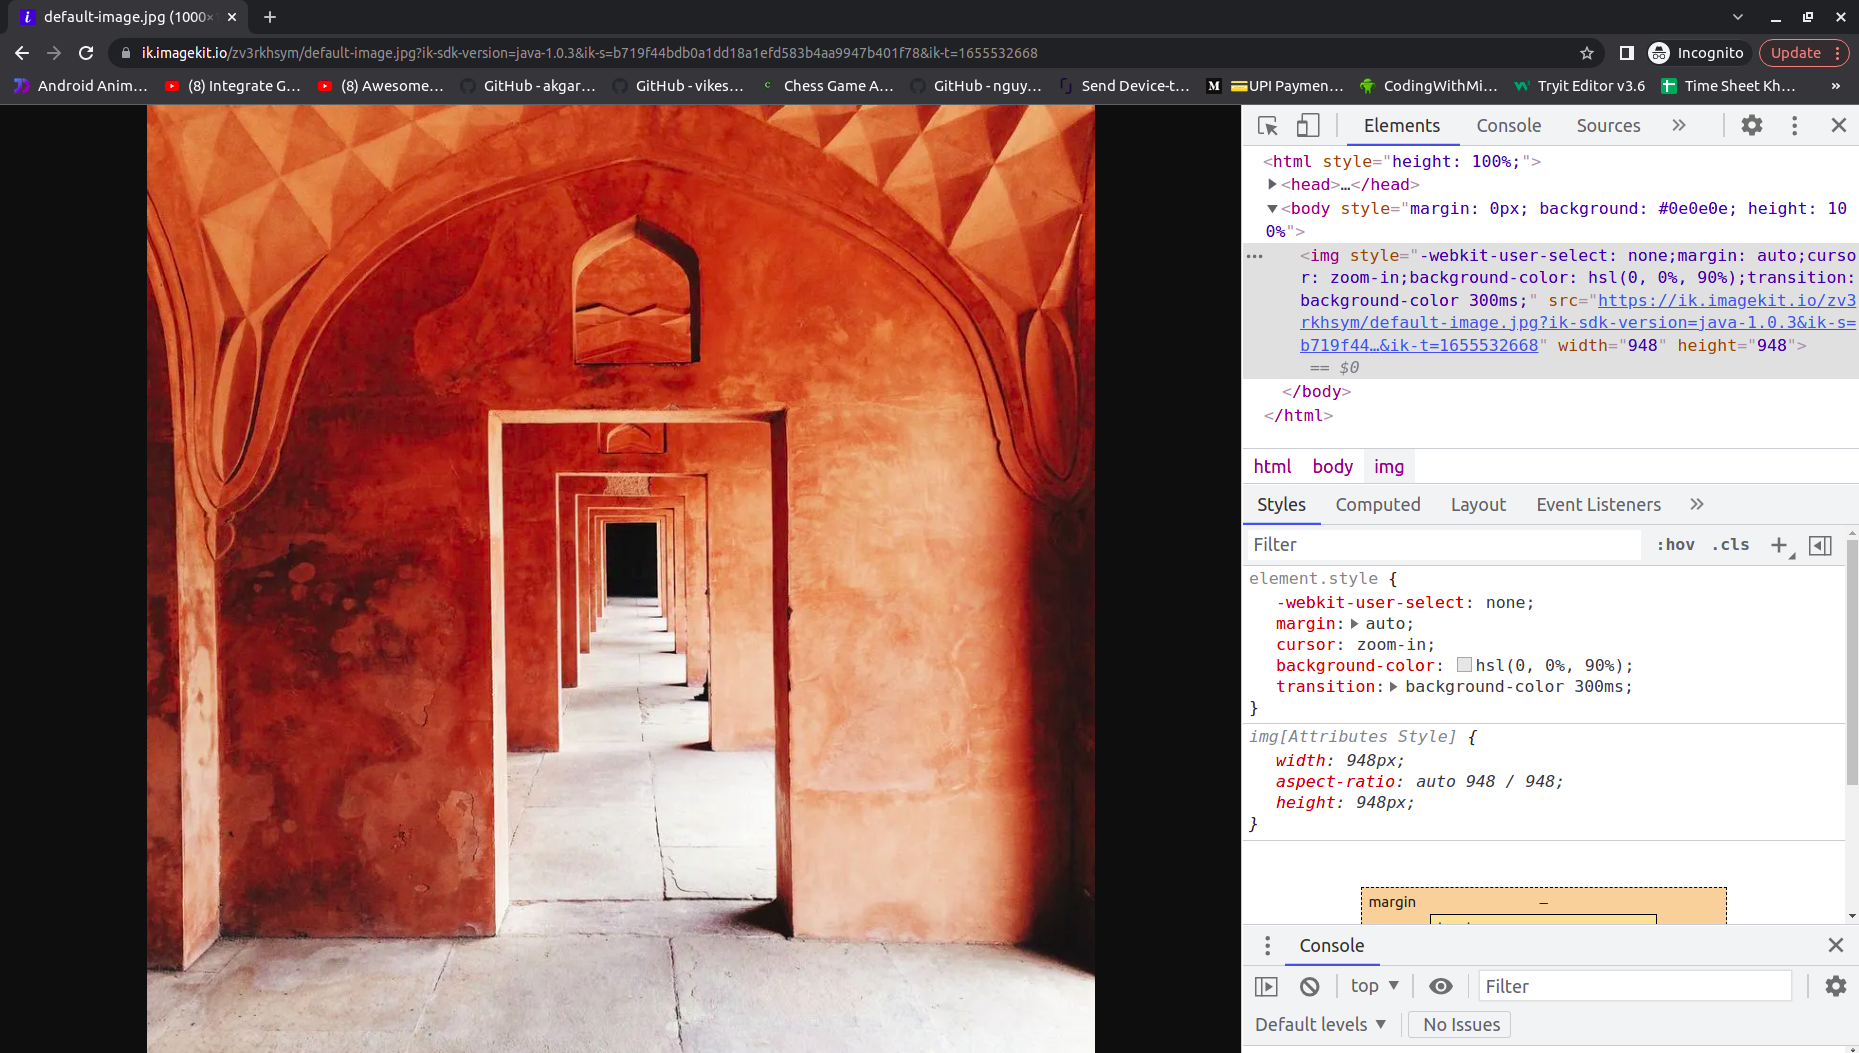 default-image.jpg (1000×1
ik.imagekit.io/zv3rkhsym/default-image.jpg?ik-sdk-version=java-1.0.3&ik-s=b719f44bdb0a1dd18a1efd583b4aa9947b401f78&ik-t=1655532668
Incognito
Update
Android Anim…
(8) Integrate G…
(8) Awesome…
GitHub - akgar…
GitHub - vikes…
Chess Game A…
GitHub - nguy…
Send Device-t…
UPI Paymen…
CodingWithMi…
Tryit Editor v3.6
Time Sheet Kh…
»
Elements Console Sources »
<html style="height: 100%;">
<head>…</head>
<body style="margin: 0px; background: #0e0e0e; height: 10
0%">
… <img style="-webkit-user-select: none;margin: auto;curso
r: zoom-in;background-color: hsl(0, 0%, 90%);transition:
background-color 300ms;" src="https://ik.imagekit.io/zv3
rkhsym/default-image.jpg?ik-sdk-version=java-1.0.3&ik-s=
b719f44…&ik-t=1655532668" width="948" height="948">
== $0
</body>
</html>
html body img
Styles Computed Layout Event Listeners »
Filter :hov .cls +
element.style {
-webkit-user-select: none;
margin: auto;
cursor: zoom-in;
background-color: hsl(0, 0%, 90%);
transition: background-color 300ms;
}
img[Attributes Style] {
width: 948px;
aspect-ratio: auto 948 / 948;
height: 948px;
}
margin –
Console
top Filter
Default levels No Issues